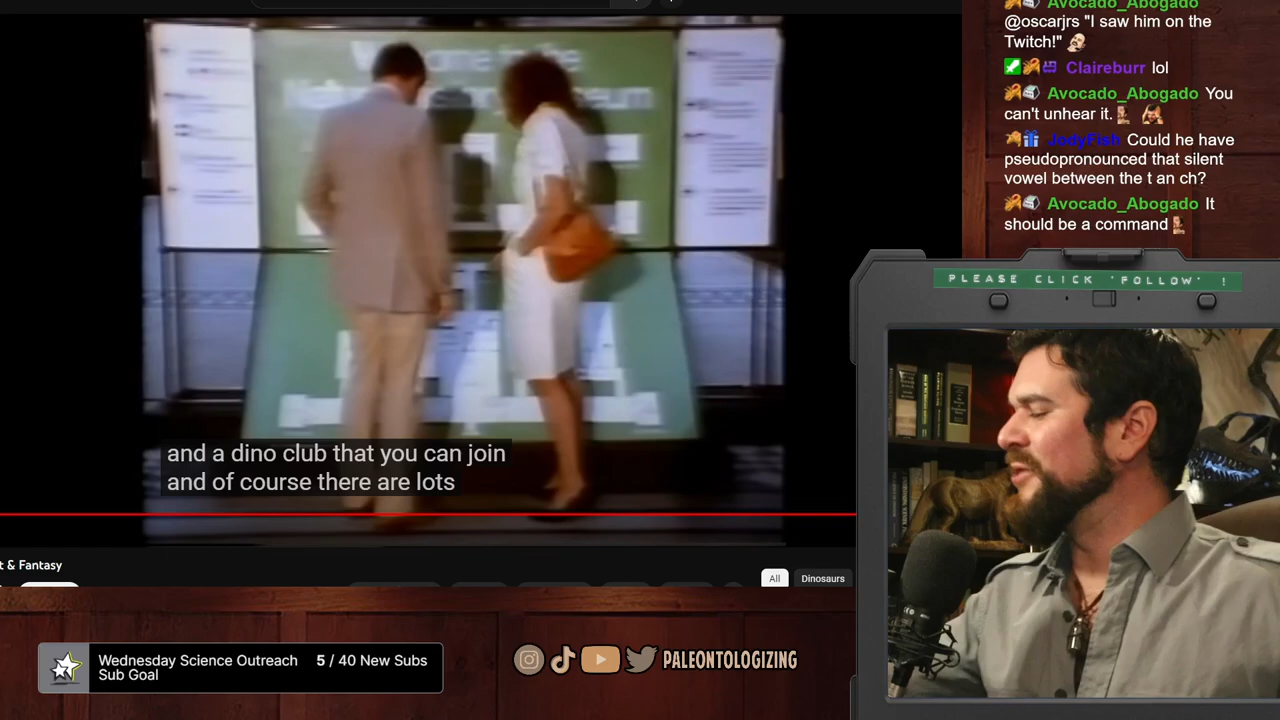 Avocado_Abogado
@oscarjrs "I saw him on the
Twitch!"
Claireburr lol
Avocado_Abogado You
can't unhear it.
JodyFish Could he have
pseudopronounced that silent
vowel between the t an ch?
Avocado_Abogado It
should be a command
PLEASE CLICK 'FOLLOW' !
and a dino club that you can join
and of course there are lots
t & Fantasy
All
Dinosaurs
Wednesday Science Outreach 5 / 40 New Subs
Sub Goal
PALEONTOLOGIZING